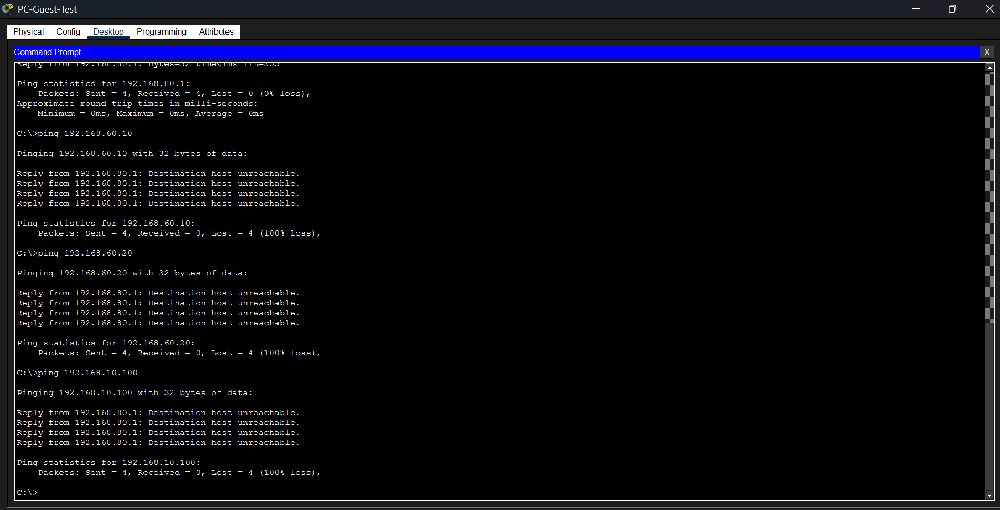 PC-Guest-Test
Physical Config Desktop Programming Attributes
Command Prompt
X
Reply from 192.168.80.1: bytes=32 time<1ms TTL=255
Ping statistics for 192.168.80.1:
Packets: Sent = 4, Received = 4, Lost = 0 (0% loss),
Approximate round trip times in milli-seconds:
Minimum = 0ms, Maximum = 0ms, Average = 0ms
C:\>ping 192.168.60.10
Pinging 192.168.60.10 with 32 bytes of data:
Reply from 192.168.80.1: Destination host unreachable.
Reply from 192.168.80.1: Destination host unreachable.
Reply from 192.168.80.1: Destination host unreachable.
Reply from 192.168.80.1: Destination host unreachable.
Ping statistics for 192.168.60.10:
Packets: Sent = 4, Received = 0, Lost = 4 (100% loss),
C:\>ping 192.168.60.20
Pinging 192.168.60.20 with 32 bytes of data:
Reply from 192.168.80.1: Destination host unreachable.
Reply from 192.168.80.1: Destination host unreachable.
Reply from 192.168.80.1: Destination host unreachable.
Reply from 192.168.80.1: Destination host unreachable.
Ping statistics for 192.168.60.20:
Packets: Sent = 4, Received = 0, Lost = 4 (100% loss),
C:\>ping 192.168.10.100
Pinging 192.168.10.100 with 32 bytes of data:
Reply from 192.168.80.1: Destination host unreachable.
Reply from 192.168.80.1: Destination host unreachable.
Reply from 192.168.80.1: Destination host unreachable.
Reply from 192.168.80.1: Destination host unreachable.
Ping statistics for 192.168.10.100:
Packets: Sent = 4, Received = 0, Lost = 4 (100% loss),
C:\>